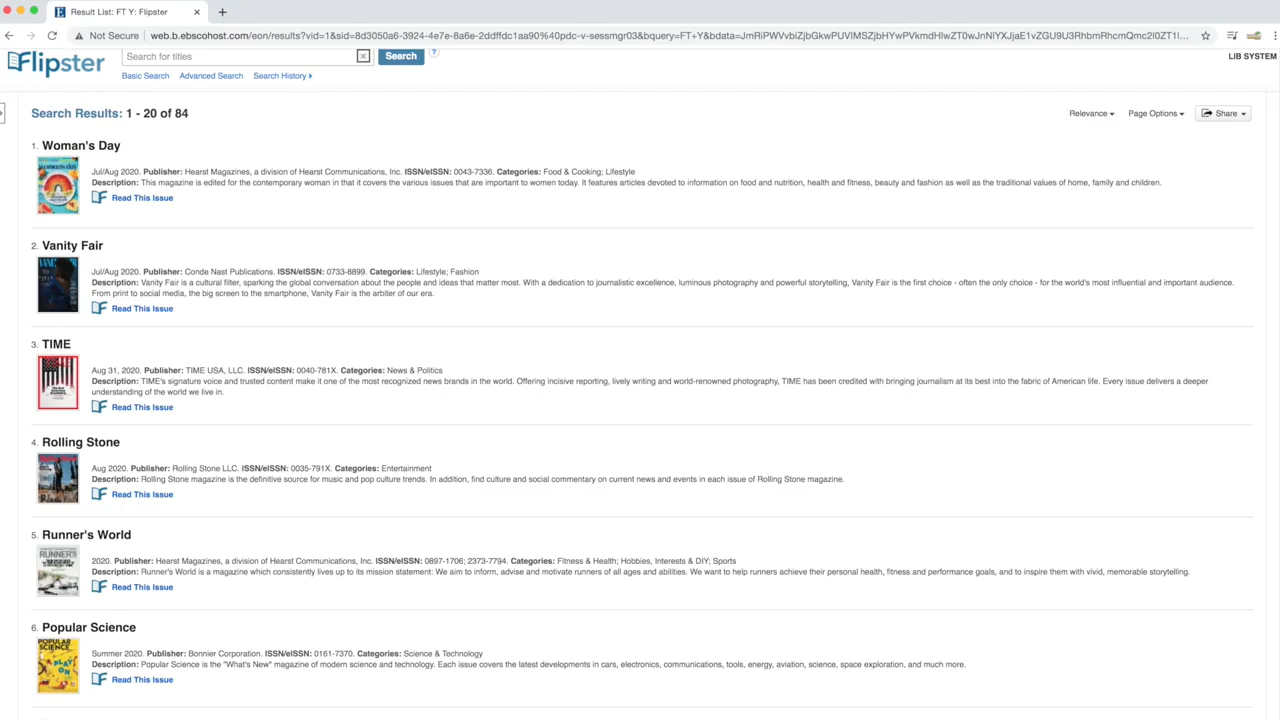 Result List: FT Y: Flipster
Not Secure web.b.ebscohost.com/eon/results?vid=1&sid=8d3050a6-3924-4e7e-8a6e-2ddffdc1aa90%40pdc-v-sessmgr03&bquery=FT+Y&bdata=
Flipster
Search for titles
Search
LIB SYSTEM
Basic Search Advanced Search Search History
Search Results: 1 - 20 of 84
Relevance Page Options Share
1. Woman's Day
Jul/Aug 2020. Publisher: Hearst Magazines, a division of Hearst Communications, Inc. ISSN/eISSN: 0043-7336. Categories: Food & Cooking; Lifestyle
Description: This magazine is edited for the contemporary woman in that it covers the various issues that are important to women today. It features articles devoted to information on food and nutrition, health and fitness, beauty and fashion as well as the traditional values of home, family and children.
Read This Issue
2. Vanity Fair
Jul/Aug 2020. Publisher: Conde Nast Publications. ISSN/eISSN: 0733-8899. Categories: Lifestyle; Fashion
Description: Vanity Fair is a cultural filter, sparking the global conversation about the people and ideas that matter most. With a dedication to journalistic excellence, luminous photography and powerful storytelling, Vanity Fair is the first choice - often the only choice - for the world's most influential and important audience.
From print to social media, the big screen to the smartphone, Vanity Fair is the arbiter of our era.
Read This Issue
3. TIME
Aug 31, 2020. Publisher: TIME USA, LLC. ISSN/eISSN: 0040-781X. Categories: News & Politics
Description: TIME's signature voice and trusted content make it one of the most recognized news brands in the world. Offering incisive reporting, lively writing and world-renowned photography, TIME has been credited with bringing journalism at its best into the fabric of American life. Every issue delivers a deeper
understanding of the world we live in.
Read This Issue
4. Rolling Stone
Aug 2020. Publisher: Rolling Stone LLC. ISSN/eISSN: 0035-791X. Categories: Entertainment
Description: Rolling Stone magazine is the definitive source for music and pop culture trends. In addition, find culture and social commentary on current news and events in each issue of Rolling Stone magazine.
Read This Issue
5. Runner's World
RUNNER'S
2020. Publisher: Hearst Magazines, a division of Hearst Communications, Inc. ISSN/eISSN: 0897-1706; 2373-7794. Categories: Fitness & Health; Hobbies, Interests & DIY; Sports
Description: Runner's World is a magazine which consistently lives up to its mission statement: We aim to inform, advise and motivate runners of all ages and abilities. We want to help runners achieve their personal health, fitness and performance goals, and to inspire them with vivid, memorable storytelling.
Read This Issue
6. Popular Science
POPULAR
SCIENCE
PLAY
ON
Summer 2020. Publisher: Bonnier Corporation. ISSN/eISSN: 0161-7370. Categories: Science & Technology
Description: Popular Science is the "What's New" magazine of modern science and technology. Each issue covers the latest developments in cars, electronics, communications, tools, energy, aviation, science, space exploration, and much more.
Read This Issue